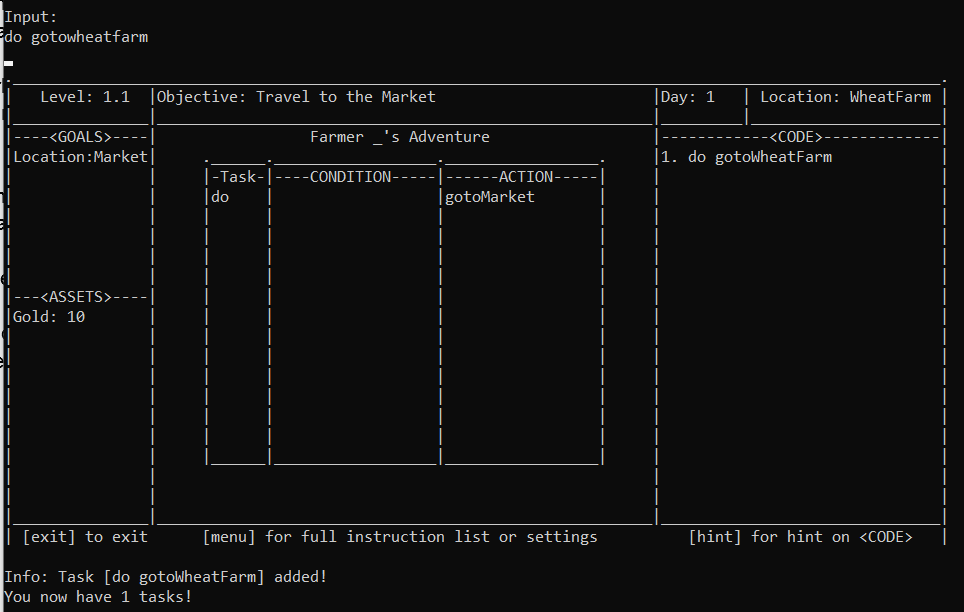 Input:
do gotowheatfarm
Level: 1.1 |Objective: Travel to the Market |Day: 1 | Location: WheatFarm
----<GOALS>---- Farmer _'s Adventure ------------<CODE>-------------
Location:Market 1. do gotoWheatFarm
-Task-|----CONDITION-----|------ACTION-----
do gotoMarket
---<ASSETS>----
Gold: 10
[exit] to exit [menu] for full instruction list or settings [hint] for hint on <CODE>
Info: Task [do gotoWheatFarm] added!
You now have 1 tasks!